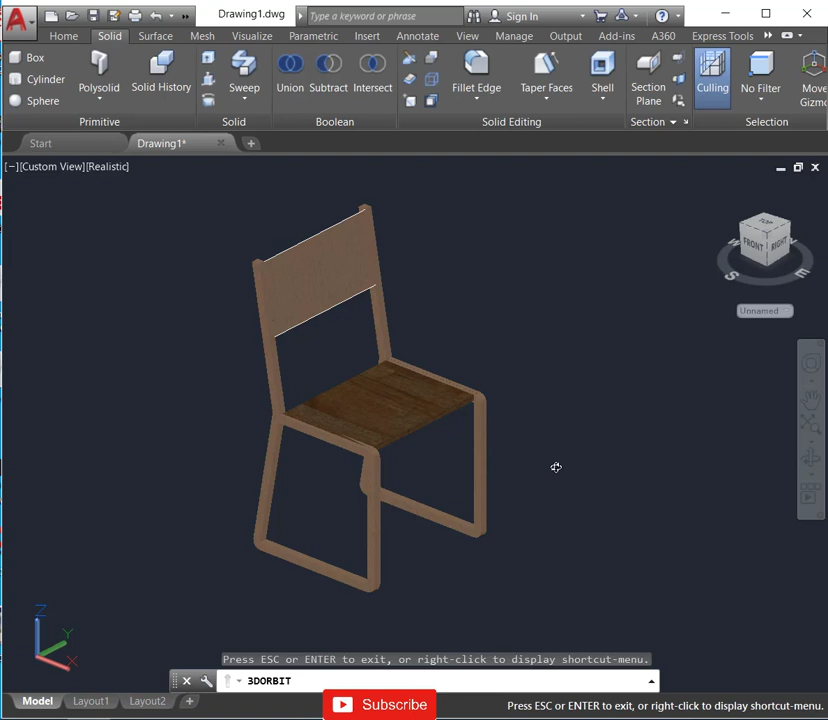 A Drawing1.dwg Type a keyword or phrase Sign In ?
Home Solid Surface Mesh Visualize Parametric Insert Annotate View Manage Output Add-ins A360 Express Tools
Box
Cylinder
Sphere
Polysolid
Solid History
Sweep
Union Subtract Intersect
Fillet Edge
Taper Faces
Shell
Section
Plane
Culling
No Filter
Move
Gizmo
Primitive Solid Boolean Solid Editing Section Selection
Start Drawing1* +
[−][Custom View][Realistic]
TOP
FRONT RIGHT
S E
Unnamed
Z
Y
X
Press ESC or ENTER to exit, or right-click to display shortcut-menu.
3DORBIT
Model Layout1 Layout2 +
Subscribe
Press ESC or ENTER to exit, or right-click to display shortcut-menu.